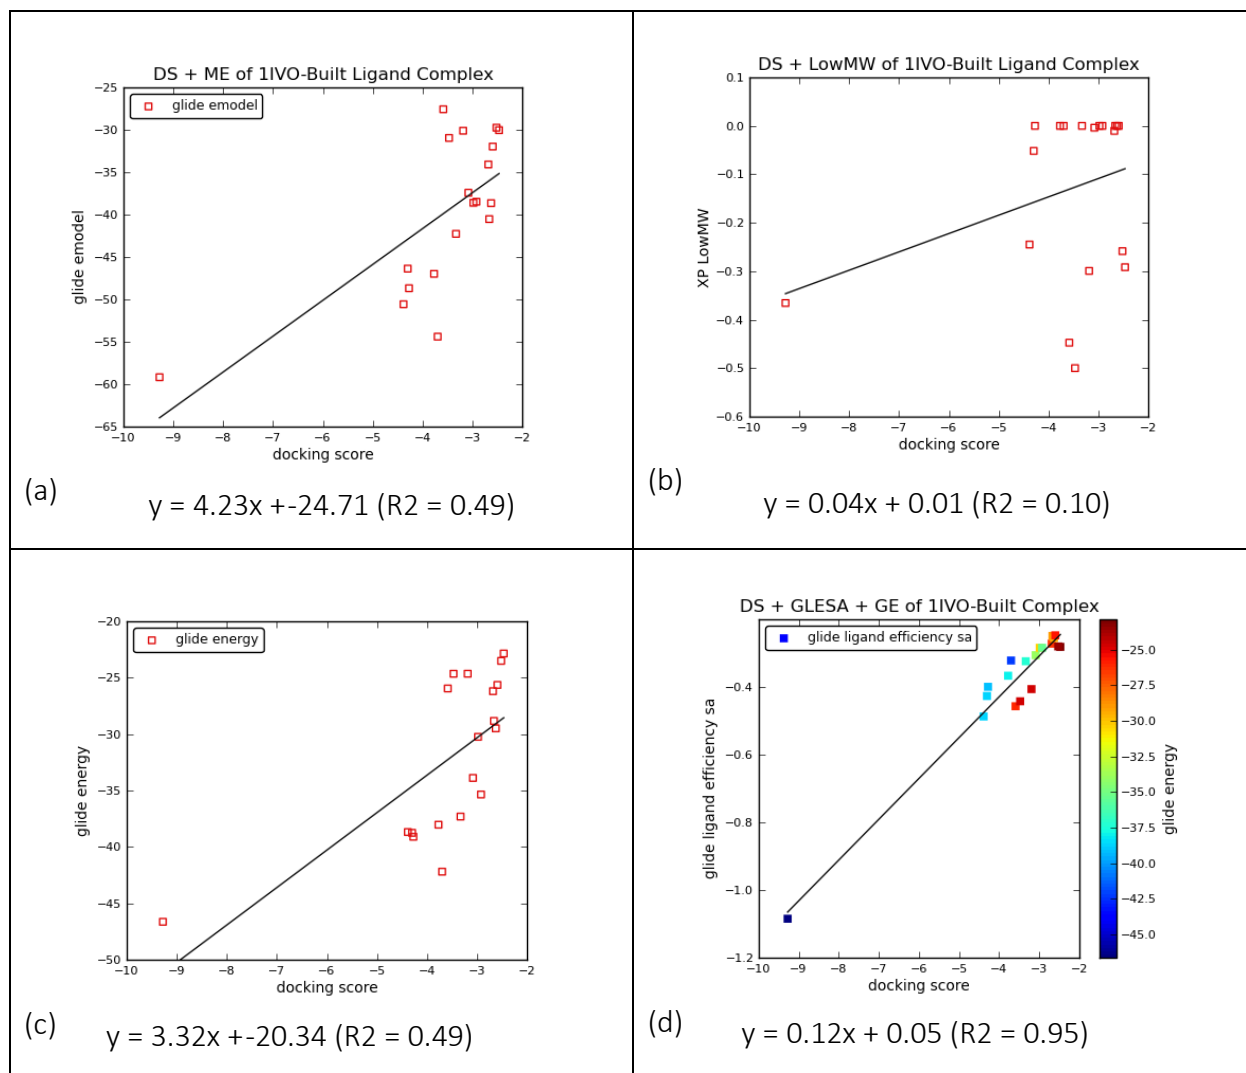 DS + ME of 1IVO-Built Ligand Complex
glide emodel
−25
−30
−35
−40
−45
−50
−55
−60
−65
glide emodel
−10 −9 −8 −7 −6 −5 −4 −3 −2
docking score
(a)
y = 4.23x +-24.71 (R2 = 0.49)
DS + LowMW of 1IVO-Built Ligand Complex
0.1
0.0
−0.1
−0.2
−0.3
−0.4
−0.5
−0.6
XP LowMW
−10 −9 −8 −7 −6 −5 −4 −3 −2
docking score
(b)
y = 0.04x + 0.01 (R2 = 0.10)
glide energy
−20
−25
−30
−35
−40
−45
−50
glide energy
−10 −9 −8 −7 −6 −5 −4 −3 −2
docking score
(c)
y = 3.32x +-20.34 (R2 = 0.49)
DS + GLESA + GE of 1IVO-Built Complex
glide ligand efficiency sa
−0.4
−0.6
−0.8
−1.0
−1.2
glide ligand efficiency sa
−10 −9 −8 −7 −6 −5 −4 −3 −2
docking score
−25.0
−27.5
−30.0
−32.5
−35.0
−37.5
−40.0
−42.5
−45.0
glide energy
(d)
y = 0.12x + 0.05 (R2 = 0.95)